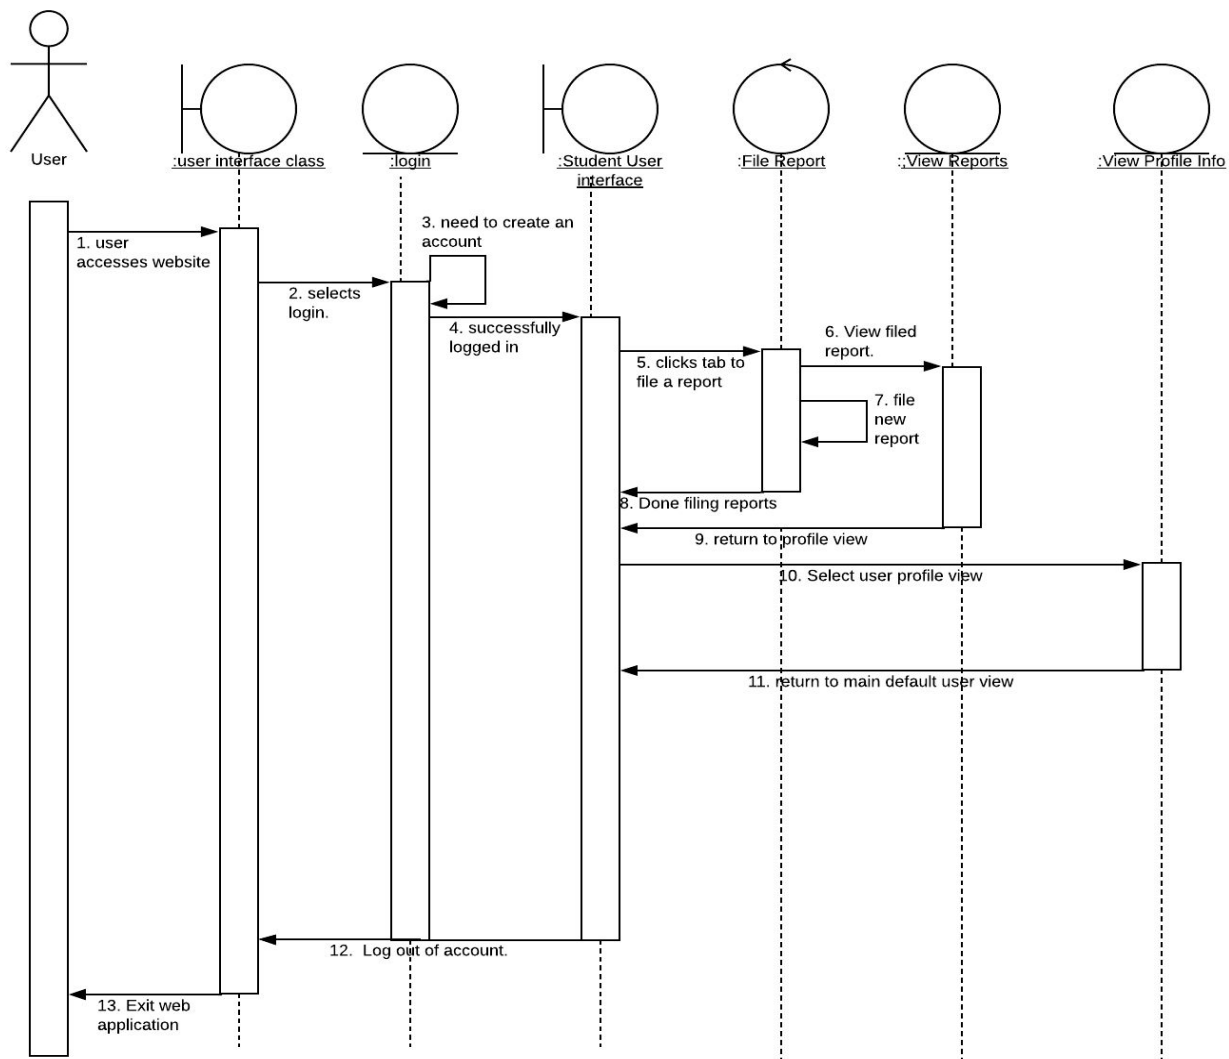 User
:user interface class
:login
:Student User
interface
:File Report
:;View Reports
:View Profile Info
3. need to create an
account
1. user
accesses website
2. selects
login.
4. successfully
logged in
6. View filed
report.
5. clicks tab to
file a report
7. file
new
report
8. Done filing reports
9. return to profile view
10. Select user profile view
11. return to main default user view
12. Log out of account.
13. Exit web
application